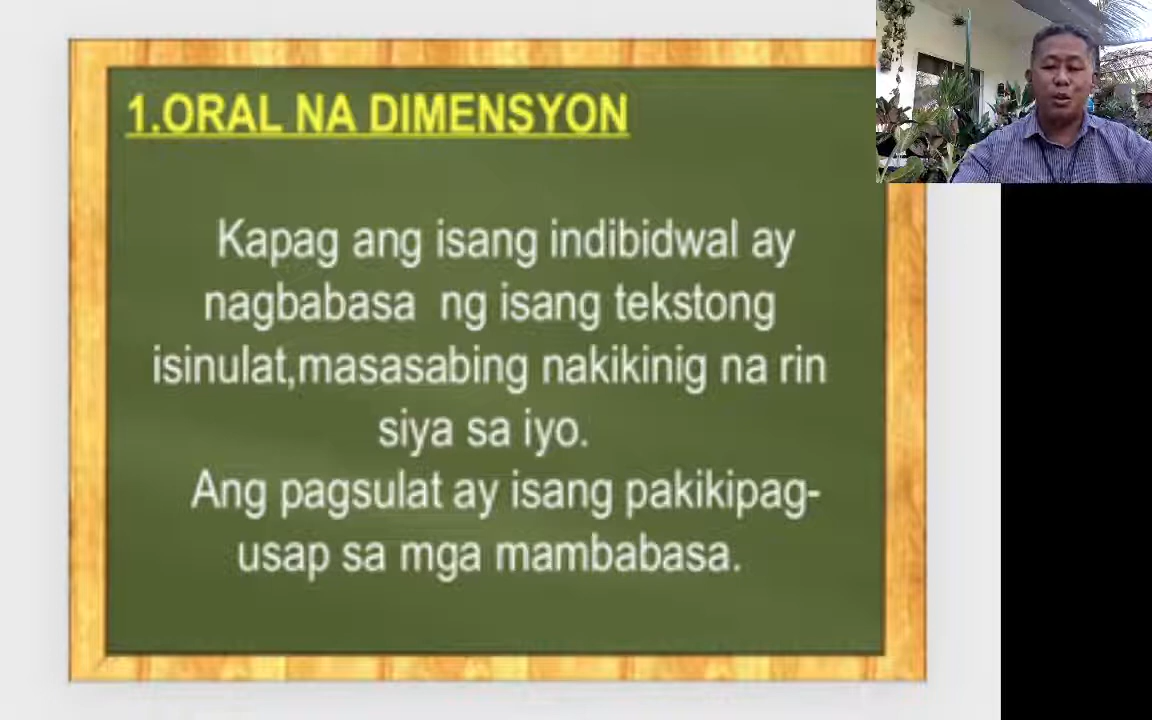 1.ORAL NA DIMENSYON
Kapag ang isang indibidwal ay
nagbabasa ng isang tekstong
isinulat,masasabing nakikinig na rin
siya sa iyo.
Ang pagsulat ay isang pakikipag-
usap sa mga mambabasa.